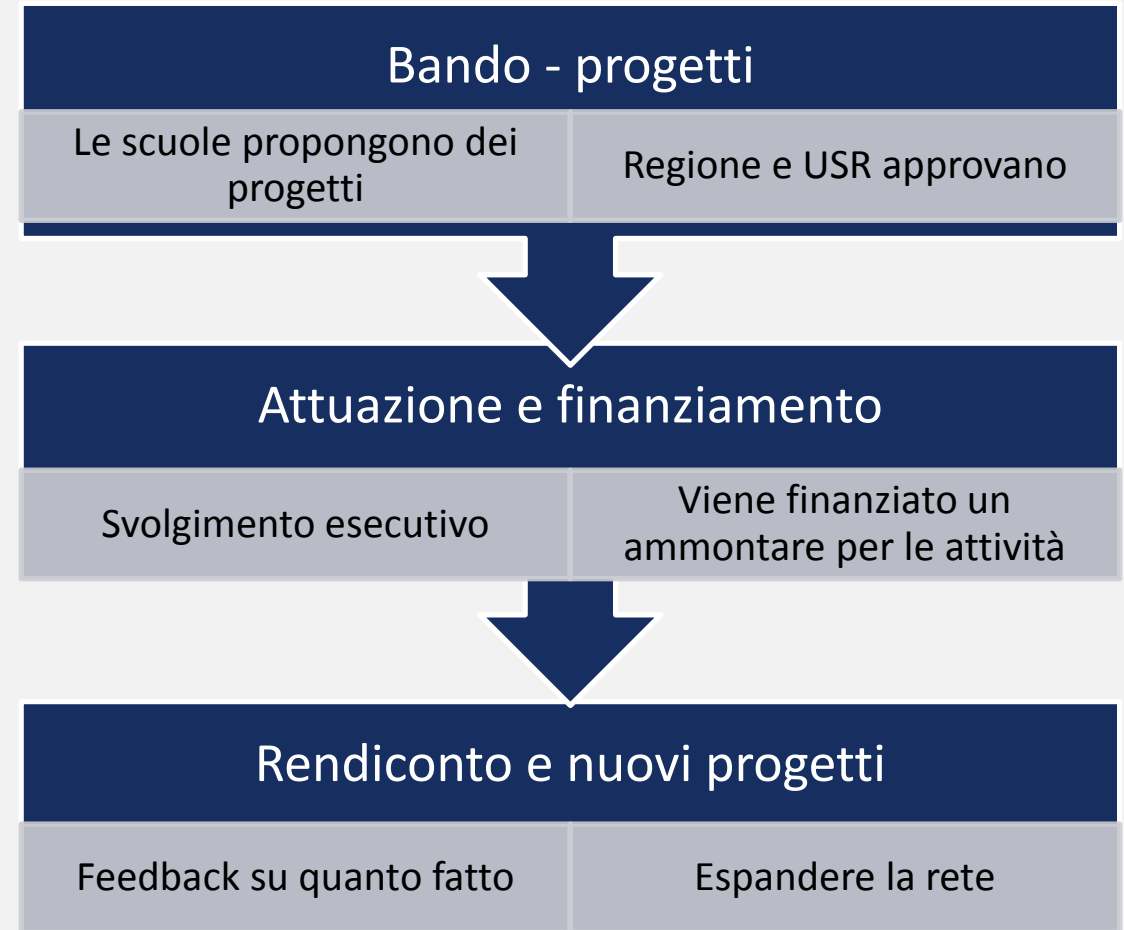 Bando - progetti
Le scuole propongono dei
progetti
Regione e USR approvano
Attuazione e finanziamento
Svolgimento esecutivo
Viene finanziato un
ammontare per le attività
Rendiconto e nuovi progetti
Feedback su quanto fatto
Espandere la rete